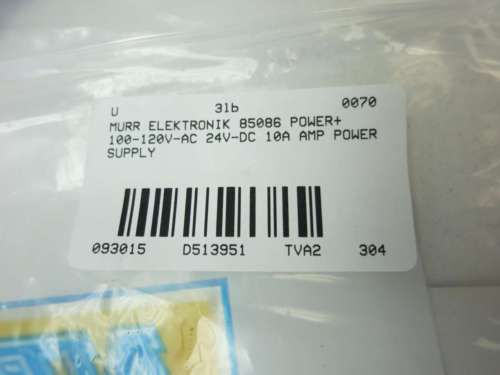 U 31b 0070
MURR ELEKTRONIK 85086 POWER+
100-120V-AC 24V-DC 10A AMP POWER
SUPPLY
093015 D513951 TVA2 304